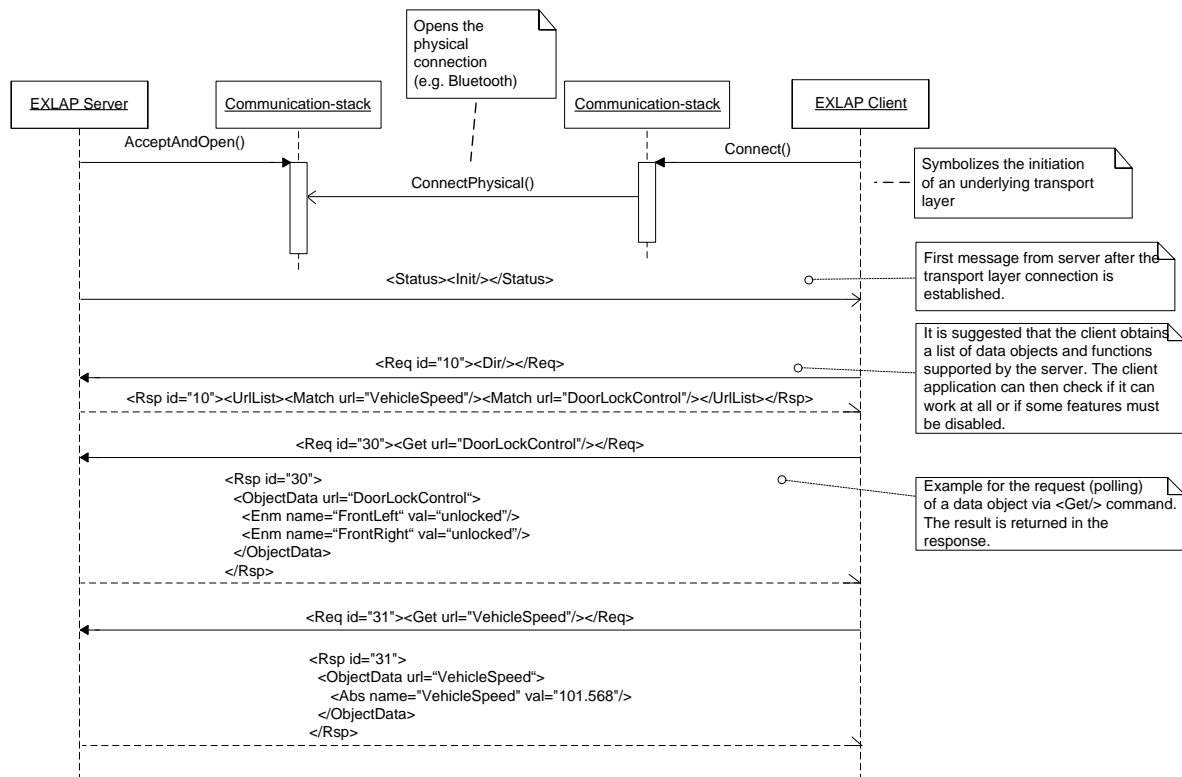 Opens the
physical
connection
(e.g. Bluetooth)
EXLAP Server
Communication-stack
Communication-stack
EXLAP Client
AcceptAndOpen()
Connect()
ConnectPhysical()
Symbolizes the initiation
of an underlying transport
layer
<Status><Init/></Status>
First message from server after the
transport layer connection is
established.
<Req id="10"><Dir/></Req>
It is suggested that the client obtains
a list of data objects and functions
supported by the server. The client
application can then check if it can
work at all or if some features must
be disabled.
<Rsp id="10"><UrlList><Match url="VehicleSpeed"/><Match url="DoorLockControl"/></UrlList></Rsp>
<Req id="30"><Get url="DoorLockControl"/></Req>
<Rsp id="30">
<ObjectData url=“DoorLockControl“>
<Enm name=“FrontLeft“ val=“unlocked”/>
<Enm name=“FrontRight“ val=“unlocked”/>
</ObjectData>
</Rsp>
Example for the request (polling)
of a data object via <Get/> command.
The result is returned in the
response.
<Req id="31"><Get url="VehicleSpeed"/></Req>
<Rsp id="31">
<ObjectData url=“VehicleSpeed“>
<Abs name="VehicleSpeed" val="101.568"/>
</ObjectData>
</Rsp>